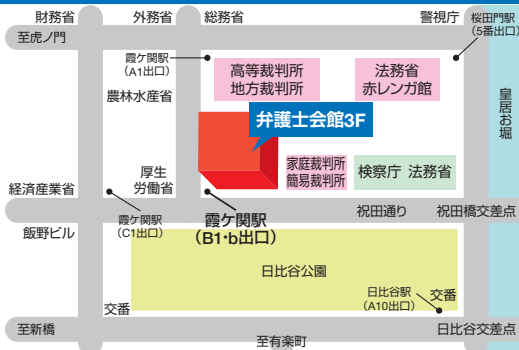 財務省
外務省
総務省
警視庁
桜田門駅
(5番出口)
至虎ノ門
霞ケ関駅
(A1出口)
高等裁判所
地方裁判所
法務省
赤レンガ館
皇居お堀
農林水産省
弁護士会館3F
厚生
労働省
家庭裁判所
簡易裁判所
検察庁 法務省
経済産業省
霞ケ関駅
(C1出口)
霞ケ関駅
(B1・b出口)
祝田通り
祝田橋交差点
飯野ビル
日比谷公園
日比谷駅
(A10出口)
交番
交番
至新橋
日比谷交差点
至有楽町